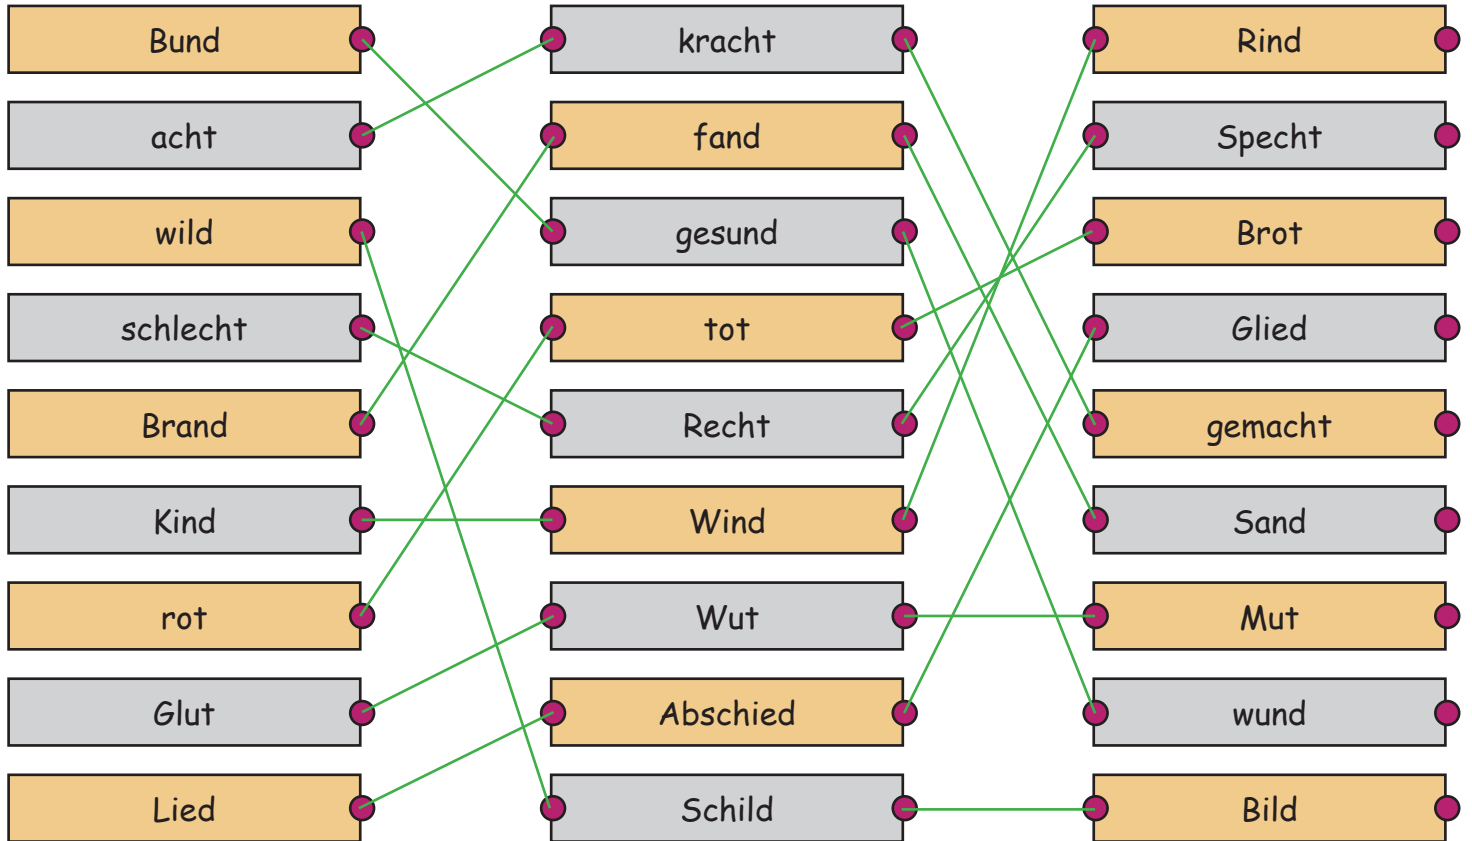 Bund kracht Rind
acht fand Specht
wild gesund Brot
schlecht tot Glied
Brand Recht gemacht
Kind Wind Sand
rot Wut Mut
Glut Abschied wund
Lied Schild Bild